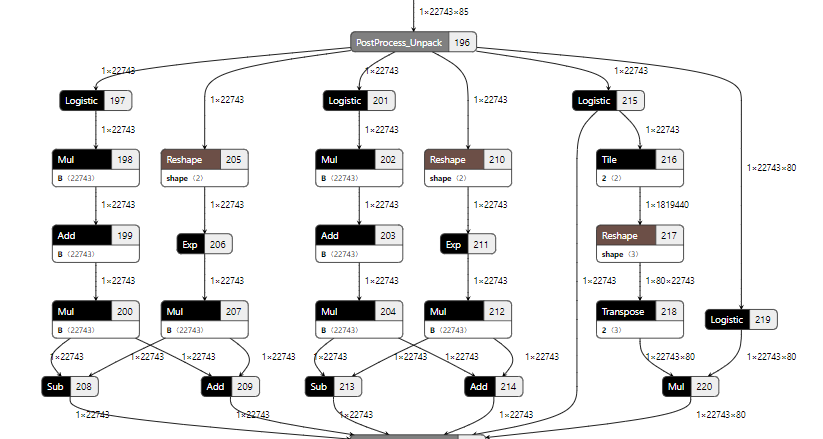 1×22743×85
PostProcess_Unpack 196
1×22743 1×22743 1×22743
Logistic 197 1×22743 Logistic 201 1×22743 Logistic 215
1×22743 1×22743 1×22743
Mul 198 Reshape 205 Mul 202 Reshape 210 Tile 216 1×22743×80
B ⟨22743⟩ shape ⟨2⟩ B ⟨22743⟩ shape ⟨2⟩ 2 ⟨2⟩
1×22743 1×22743 1×22743 1×22743 1×1819440
Add 199 Exp 206 Add 203 Exp 211 Reshape 217
B ⟨22743⟩ B ⟨22743⟩ shape ⟨3⟩
1×22743 1×22743 1×22743 1×22743 1×22743 1×80×22743
Mul 200 Mul 207 Mul 204 Mul 212 Transpose 218 Logistic 219
B ⟨22743⟩ B ⟨22743⟩ B ⟨22743⟩ B ⟨22743⟩ 2 ⟨3⟩
1×22743 1×22743 1×22743 1×22743 1×22743 1×22743 1×22743 1×22743 1×22743×80 1×22743×80
Sub 208 Add 209 Sub 213 Add 214 Mul 220
1×22743 1×22743 1×22743 1×22743 1×22743×80